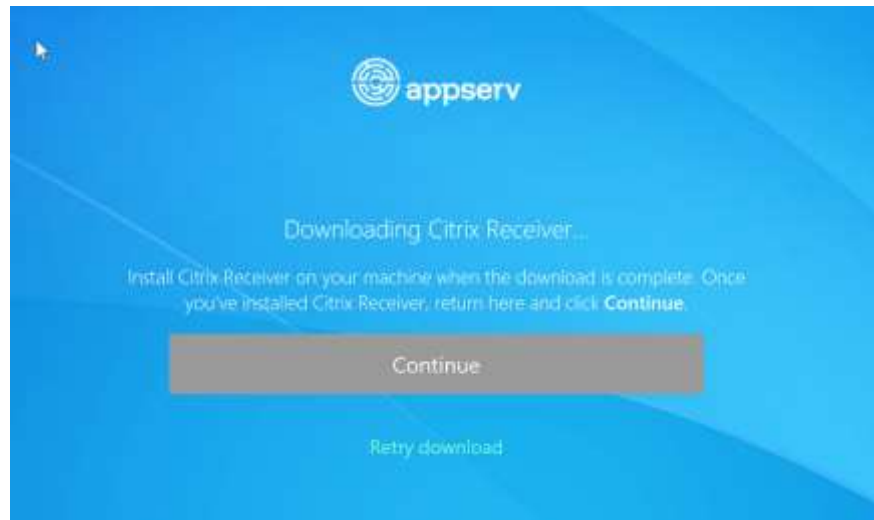 appserv
Downloading Citrix Receiver...
Install Citrix Receiver on your machine when the download is complete. Once
you've installed Citrix Receiver, return here and click Continue.
Continue
Retry download